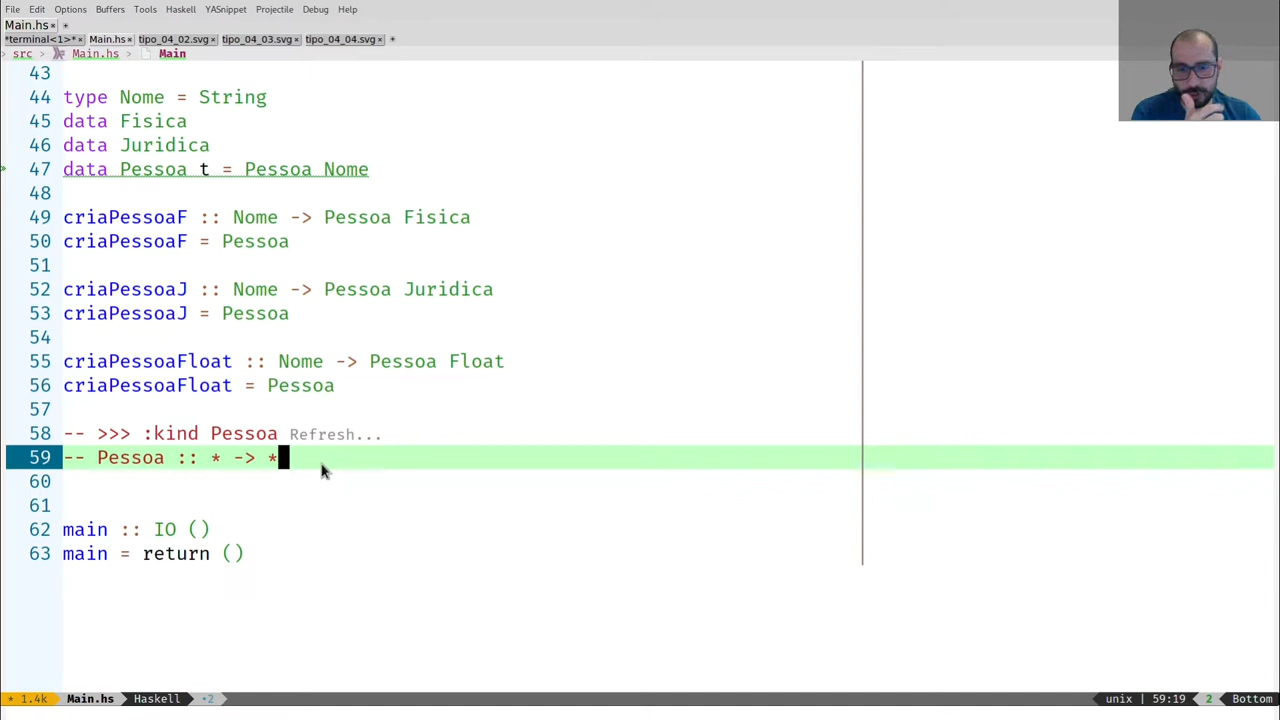 File Edit Options Buffers Tools Haskell YASnippet Projectile Debug Help
Main.hs × +
*terminal<1>* × Main.hs × tipo_04_02.svg × tipo_04_03.svg × tipo_04_04.svg × +
> src > Main.hs > Main
43
44 type Nome = String
45 data Fisica
46 data Juridica
47 data Pessoa t = Pessoa Nome
48
49 criaPessoaF :: Nome -> Pessoa Fisica
50 criaPessoaF = Pessoa
51
52 criaPessoaJ :: Nome -> Pessoa Juridica
53 criaPessoaJ = Pessoa
54
55 criaPessoaFloat :: Nome -> Pessoa Float
56 criaPessoaFloat = Pessoa
57
58 -- >>> :kind Pessoa Refresh...
59 -- Pessoa :: * -> *
60
61
62 main :: IO ()
63 main = return ()
* 1.4k Main.hs Haskell •2 unix | 59:19 2 Bottom